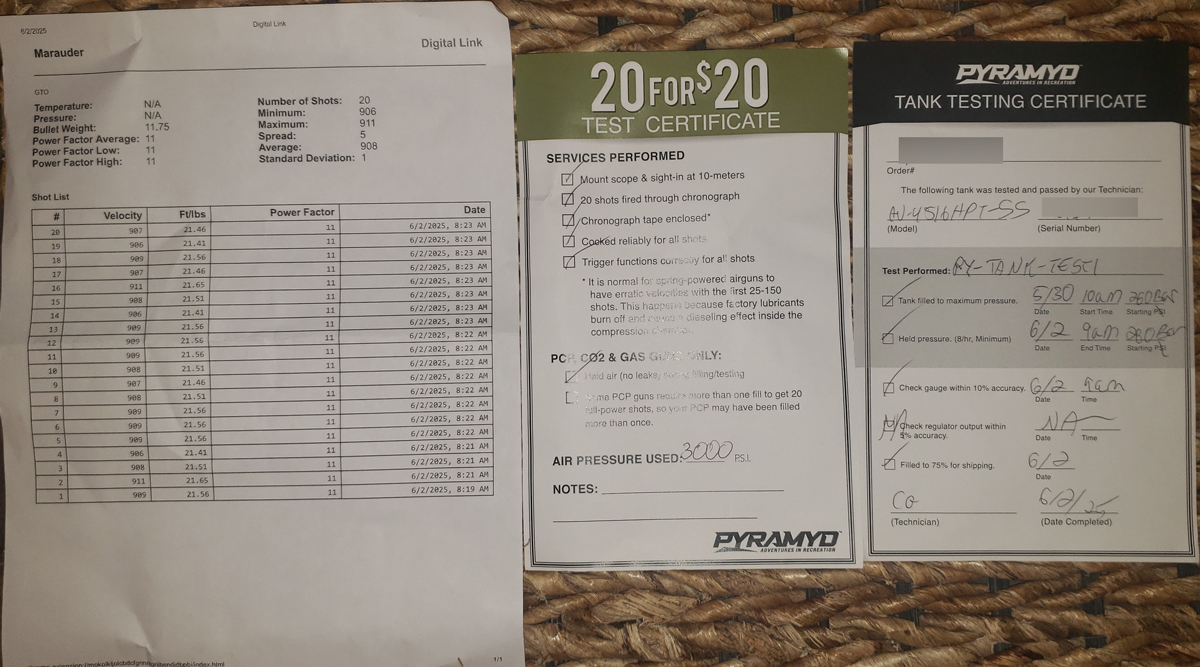 6/2/2025
Digital Link
Marauder
Digital Link
GTO
Temperature: N/A
Pressure: N/A
Bullet Weight: 11.75
Power Factor Average: 11
Power Factor Low: 11
Power Factor High: 11
Number of Shots: 20
Minimum: 906
Maximum: 911
Spread: 5
Average: 908
Standard Deviation: 1
Shot List
# Velocity Ft/lbs Power Factor Date
20 907 21.46 11 6/2/2025, 8:23 AM
19 906 21.41 11 6/2/2025, 8:23 AM
18 909 21.56 11 6/2/2025, 8:23 AM
17 907 21.46 11 6/2/2025, 8:23 AM
16 911 21.65 11 6/2/2025, 8:23 AM
15 908 21.51 11 6/2/2025, 8:23 AM
14 906 21.41 11 6/2/2025, 8:23 AM
13 909 21.56 11 6/2/2025, 8:23 AM
12 909 21.56 11 6/2/2025, 8:22 AM
11 909 21.56 11 6/2/2025, 8:22 AM
10 908 21.51 11 6/2/2025, 8:22 AM
9 907 21.46 11 6/2/2025, 8:22 AM
8 908 21.51 11 6/2/2025, 8:22 AM
7 909 21.56 11 6/2/2025, 8:22 AM
6 909 21.56 11 6/2/2025, 8:22 AM
5 909 21.56 11 6/2/2025, 8:22 AM
4 906 21.41 11 6/2/2025, 8:21 AM
3 908 21.51 11 6/2/2025, 8:21 AM
2 911 21.65 11 6/2/2025, 8:21 AM
1 909 21.56 11 6/2/2025, 8:19 AM
1/1
20 FOR $20
TEST CERTIFICATE
SERVICES PERFORMED
Mount scope & sight-in at 10-meters
20 shots fired through chronograph
Chronograph tape enclosed*
Cocked reliably for all shots
Trigger functions correctly for all shots
* It is normal for spring-powered airguns to
have erratic velocities with the first 25-150
shots. This happens because factory lubricants
burn off and cause a dieseling effect inside the
compression
PCP, CO2 & GAS GUNS ONLY:
Held air (no leaks) filling/testing
Some PCP guns require more than one fill to get 20
full-power shots, so your PCP may have been filled
more than once.
AIR PRESSURE USED: 3000 P.S.I.
NOTES:
PYRAMYD
ADVENTURES IN RECREATION
PYRAMYD
ADVENTURES IN RECREATION
TANK TESTING CERTIFICATE
Order#
The following tank was tested and passed by our Technician:
AV-4516HPT-SS
(Model) (Serial Number)
Test Performed: PY-TANK-TEST1
Tank filled to maximum pressure. 5/30 10am 260Bar
Date Start Time Starting PSI
Held pressure. (8/hr, Minimum) 6/2 9am 260Bar
Date End Time Starting PSI
Check gauge within 10% accuracy. 6/2 9am
Date Time
N/A Check regulator output within NA
5% accuracy. Date Time
Filled to 75% for shipping. 6/2
Date
CG 6/2/25
(Technician) (Date Completed)